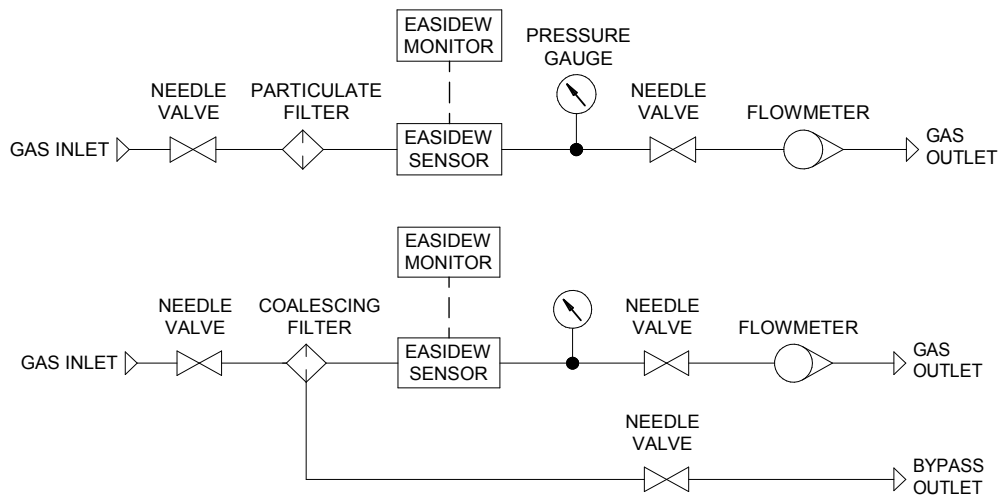 EASIDEW
MONITOR
PRESSURE
GAUGE
NEEDLE
VALVE
PARTICULATE
FILTER
NEEDLE
VALVE
FLOWMETER
GAS INLET
EASIDEW
SENSOR
GAS
OUTLET
EASIDEW
MONITOR
NEEDLE
VALVE
COALESCING
FILTER
NEEDLE
VALVE
FLOWMETER
GAS INLET
EASIDEW
SENSOR
GAS
OUTLET
NEEDLE
VALVE
BYPASS
OUTLET